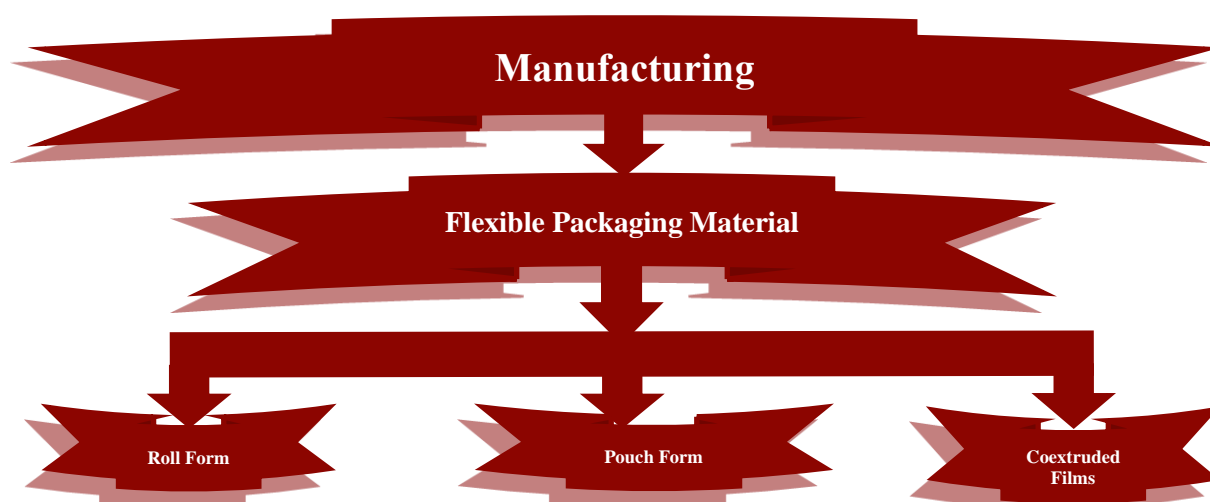 Manufacturing
Flexible Packaging Material
Roll Form
Pouch Form
Coextruded
Films